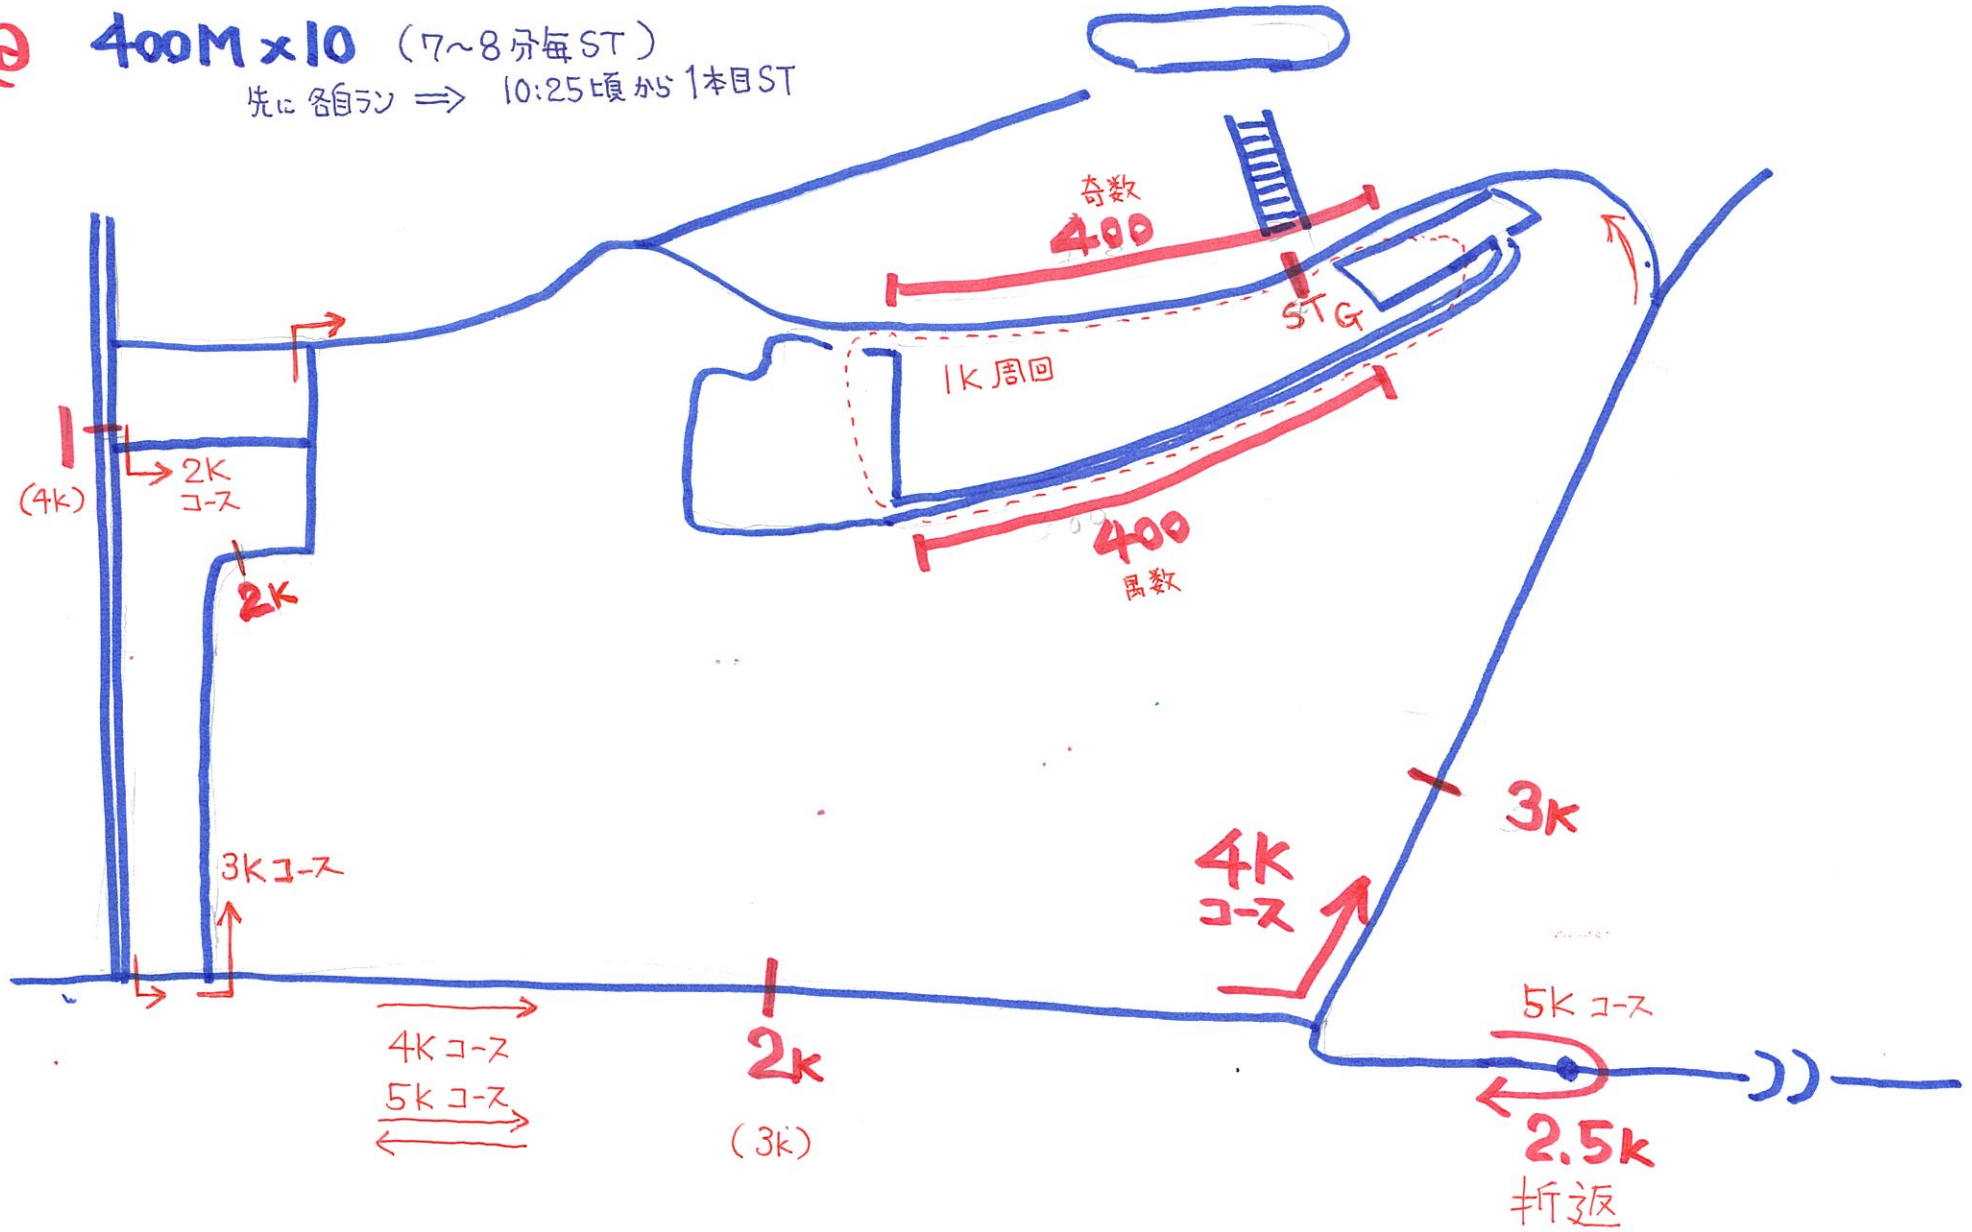 ② 400M×10 (7〜8分毎ST)
先に各自ラン ⇒ 10:25頃から1本目ST
奇数
400
ST G
1K周回
400
偶数
1
(4K)
2K
コース
2K
3Kコース
4K
コース
3K
4Kコース
5Kコース
2K
(3K)
5Kコース
2.5K
折返